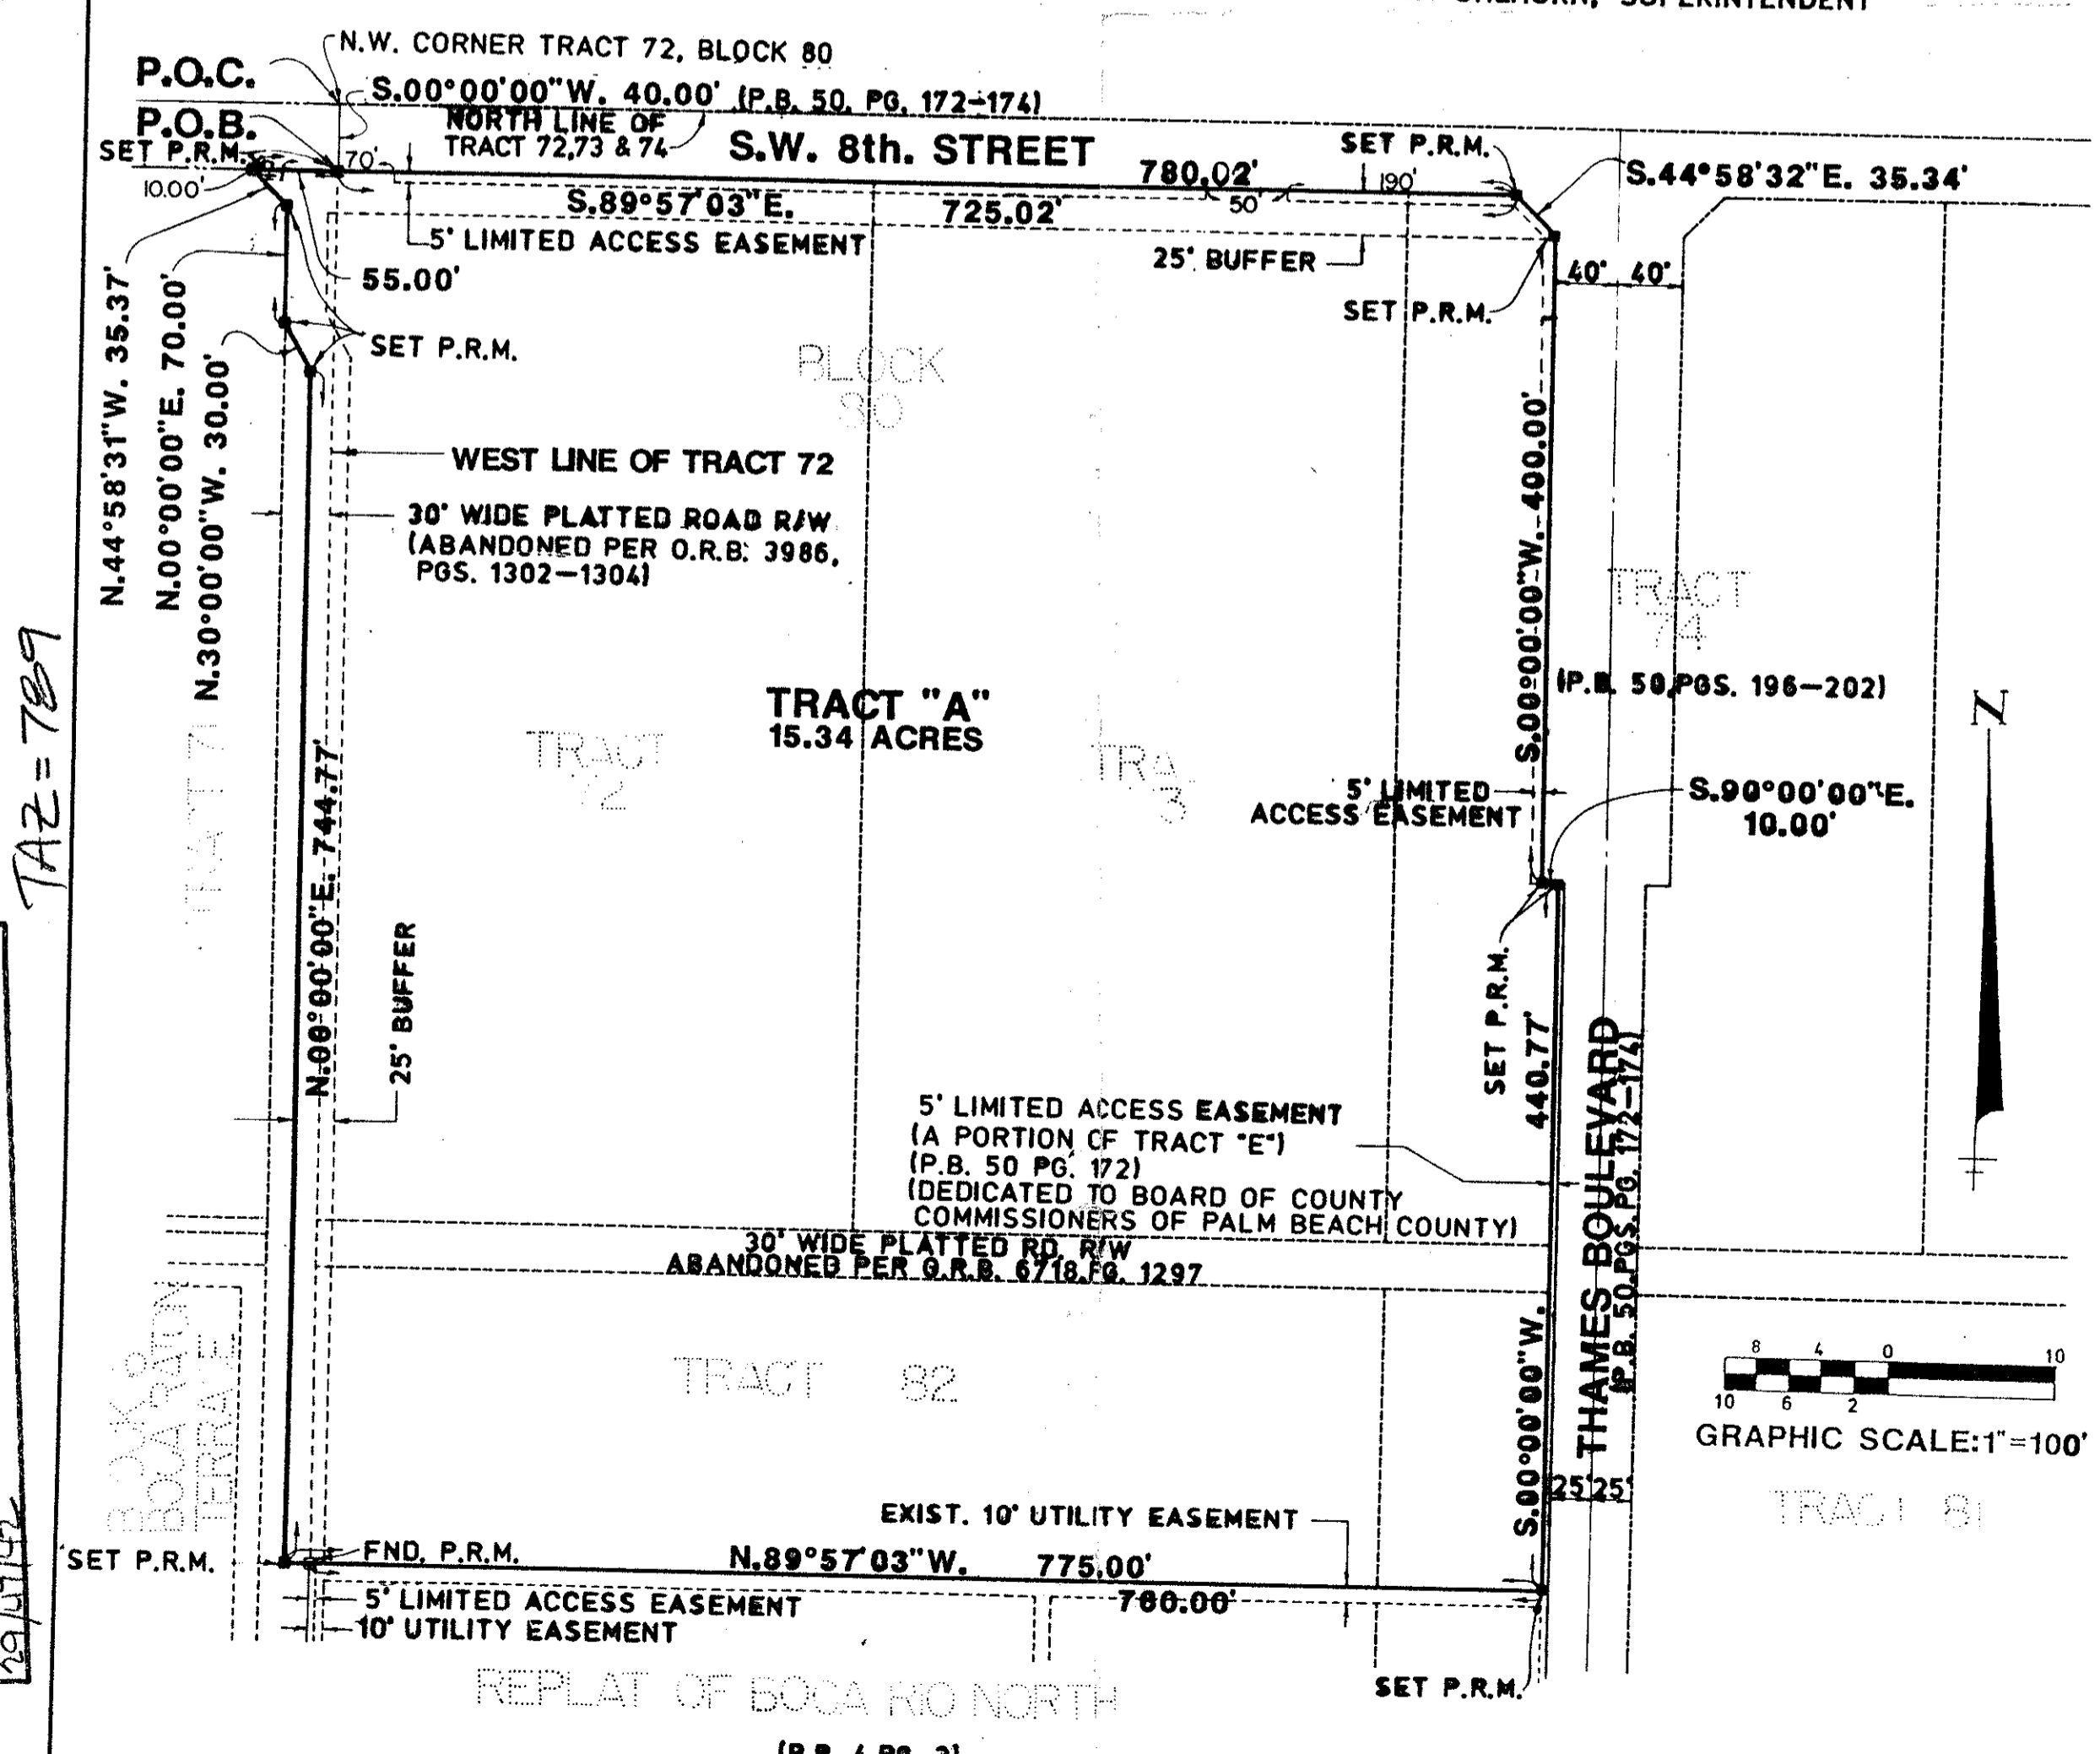 SUPERINTENDENT
N.W. CORNER TRACT 72, BLOCK 80
P.O.C.
S.00°00'00"W. 40.00' (P.B. 50, PG. 172-174)
P.O.B.
NORTH LINE OF
TRACT 72,73 & 74
S.W. 8th. STREET
SET P.R.M.
SET P.R.M.
70'
780.02'
190'
S.44°58'32"E. 35.34'
10.00'
S.89°57'03"E.
725.02'
50'
5' LIMITED ACCESS EASEMENT
25' BUFFER
55.00'
40' 40'
SET P.R.M.
SET P.R.M.
N.44°58'31"W. 35.37'
N.00°00'00"E. 70.00'
N.30°00'00"W. 30.00'
BLOCK
80
WEST LINE OF TRACT 72
30' WIDE PLATTED ROAD R/W
(ABANDONED PER O.R.B. 3986,
PGS. 1302-1304)
S.00°00'00"W. 400.00'
TRACT
74
(P.B. 50,PGS. 196-202)
N
TAZ=789
TRACT 71
TRACT
72
TRACT "A"
15.34 ACRES
5' LIMITED
ACCESS EASEMENT
S.90°00'00"E.
10.00'
N.00°00'00"E. 744.77'
25' BUFFER
SET P.R.M.
440.77'
5' LIMITED ACCESS EASEMENT
(A PORTION OF TRACT "E")
(P.B. 50 PG. 172)
(DEDICATED TO BOARD OF COUNTY
COMMISSIONERS OF PALM BEACH COUNTY)
30' WIDE PLATTED RD. R/W
ABANDONED PER O.R.B. 6718,PG. 1297
THAMES BOULEVARD
(P.B. 50,PGS.PG. 172-174)
S.00°00'00"W.
TRACT 82
TERRACE
8 4 0 10
10 6 2
GRAPHIC SCALE:1"=100'
25' 25'
TRACT 81
EXIST. 10' UTILITY EASEMENT
SET P.R.M.
FND. P.R.M.
N.89°57'03"W. 775.00'
760.00'
5' LIMITED ACCESS EASEMENT
10' UTILITY EASEMENT
SET P.R.M.
REPLAT OF BOCA RIO NORTH